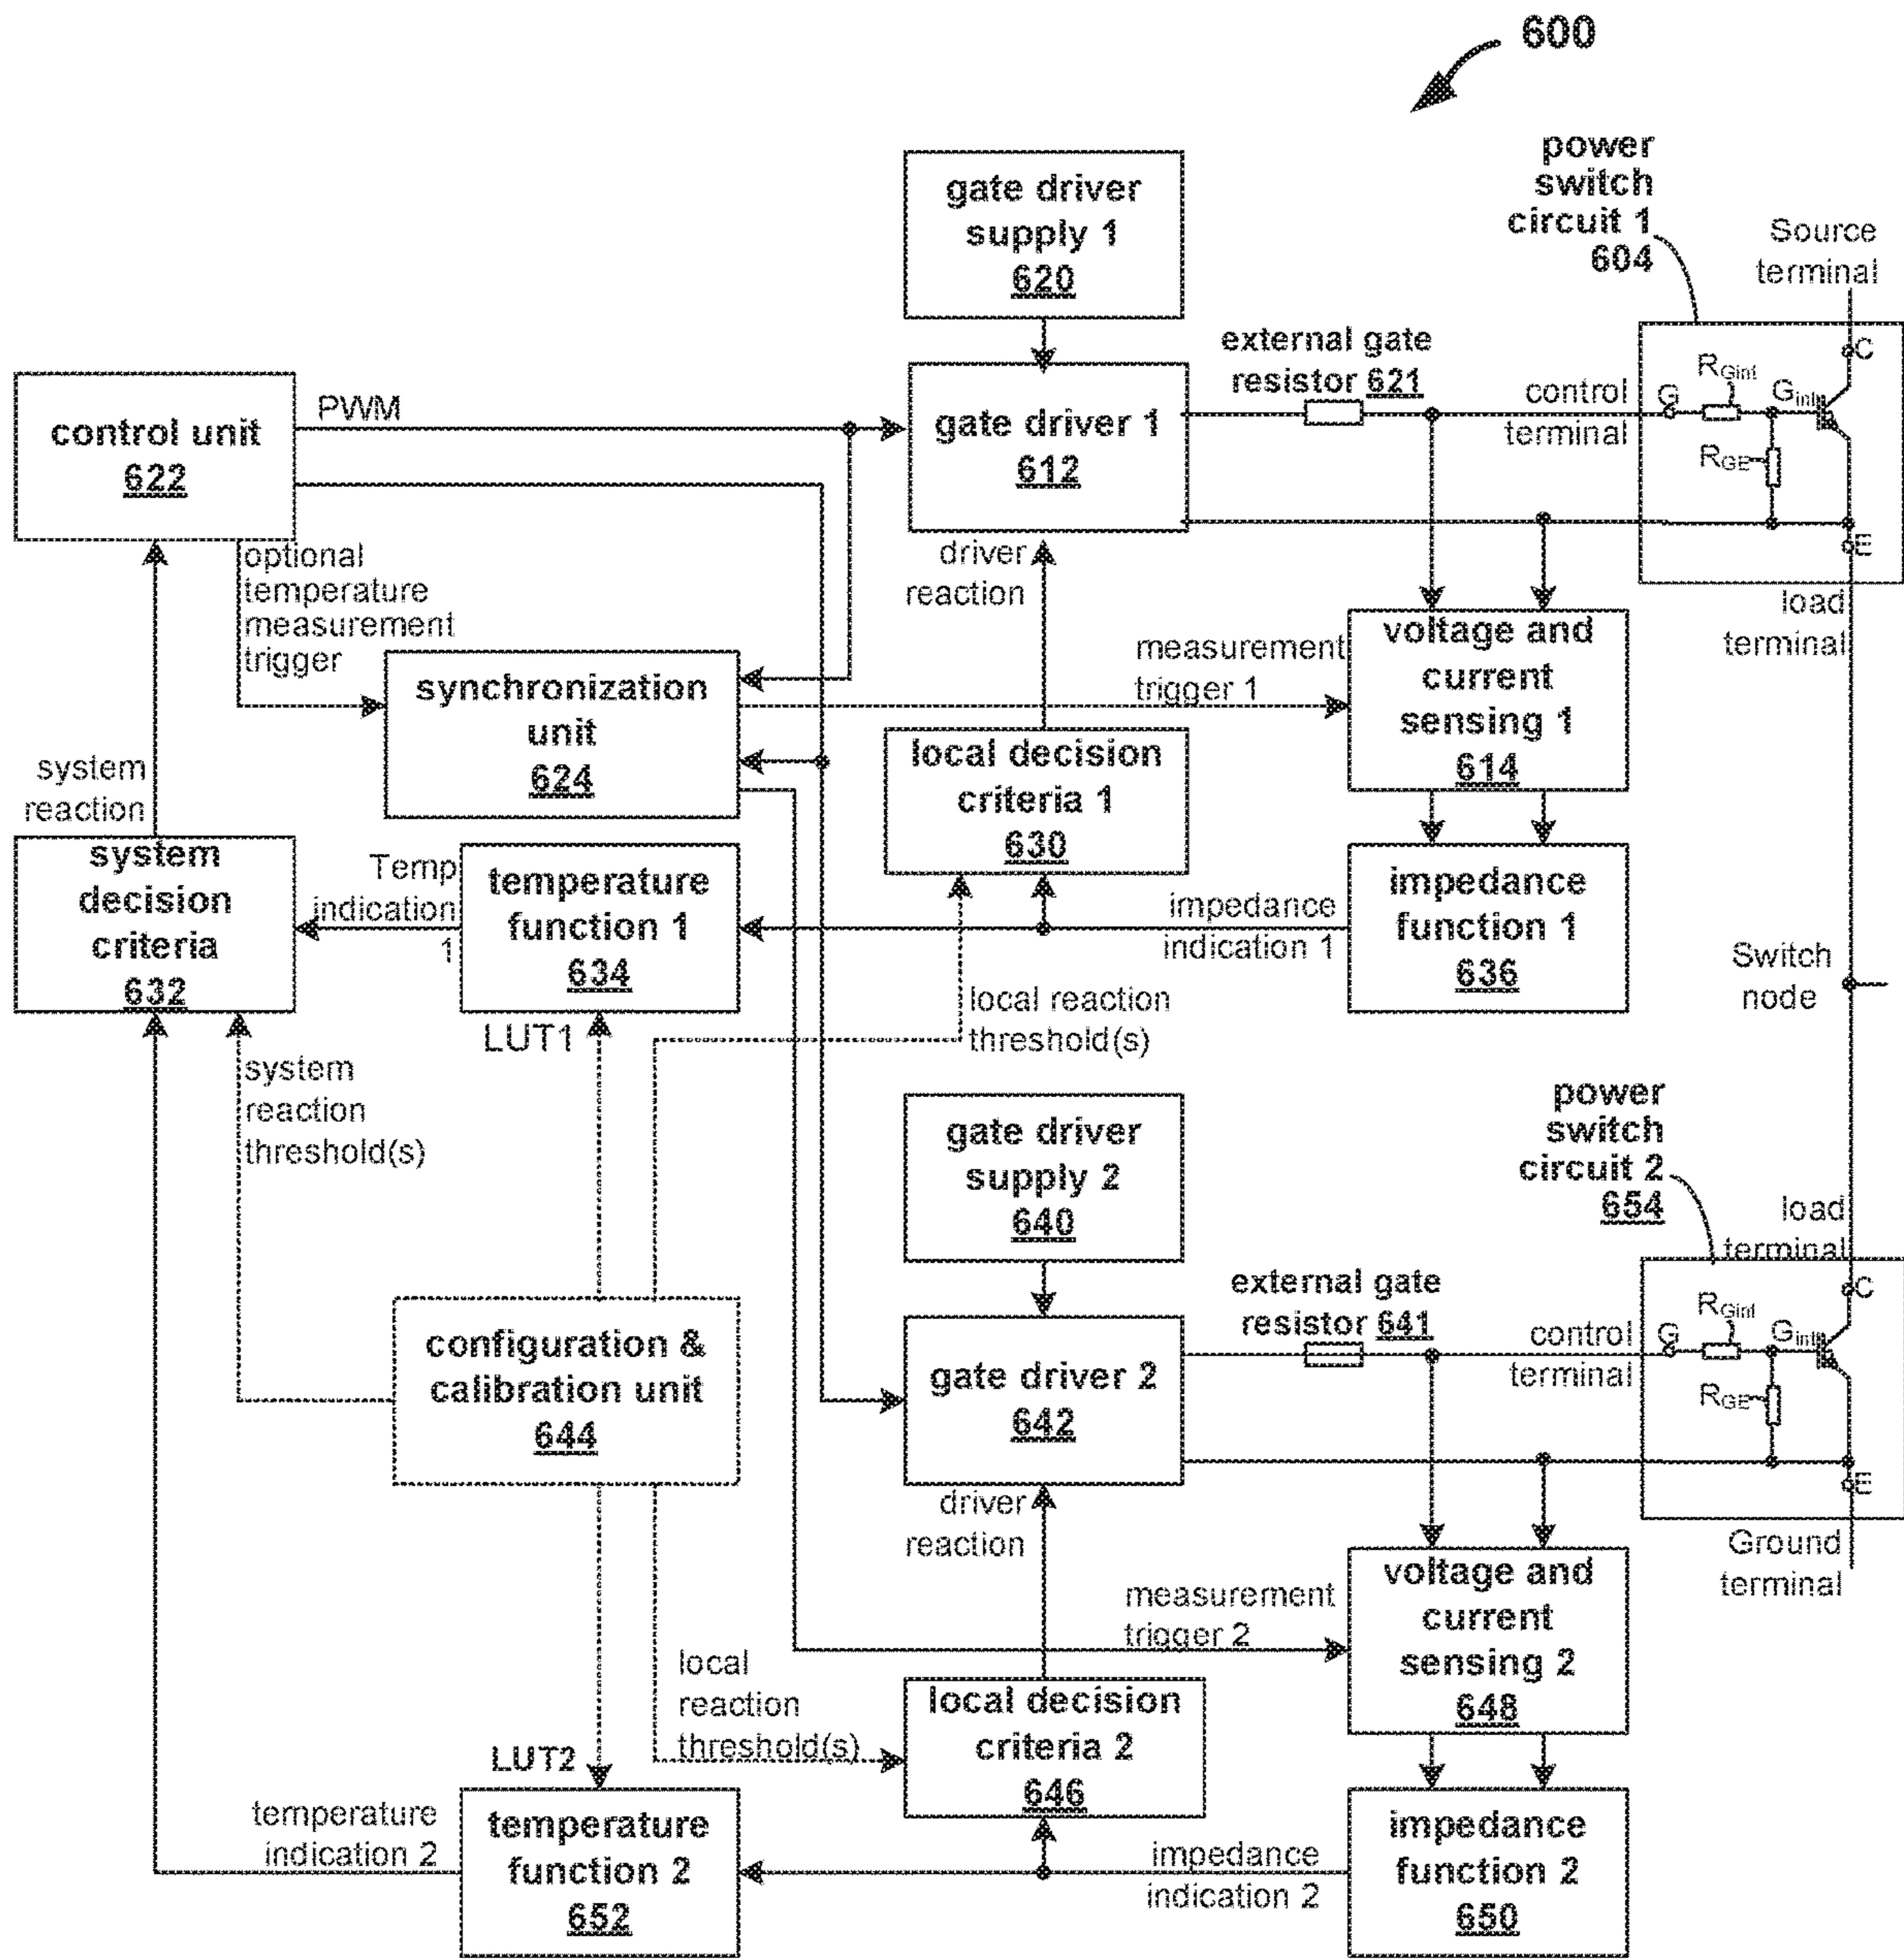 600
power
switch
circuit 1
604
Source
terminal
gate driver
supply 1
620
external gate
resistor 621
control
terminal
G
RGint
Gint
RGE
C
E
control unit
622
PWM
gate driver 1
612
optional
temperature
measurement
trigger
driver
reaction
load
terminal
synchronization
unit
624
measurement
trigger 1
voltage and
current
sensing 1
614
system
reaction
local decision
criteria 1
630
system
decision
criteria
632
Temp
indication
1
temperature
function 1
634
impedance
indication 1
impedance
function 1
636
Switch
node
LUT1
local reaction
threshold(s)
system
reaction
threshold(s)
gate driver
supply 2
640
power
switch
circuit 2
654
load
terminal
configuration &
calibration unit
644
gate driver 2
642
external gate
resistor 641
control
terminal
G
RGint
Gint
RGE
C
E
driver
reaction
Ground
terminal
measurement
trigger 2
voltage and
current
sensing 2
648
local
reaction
threshold(s)
local decision
criteria 2
646
LUT2
temperature
indication 2
temperature
function 2
652
impedance
indication 2
impedance
function 2
650